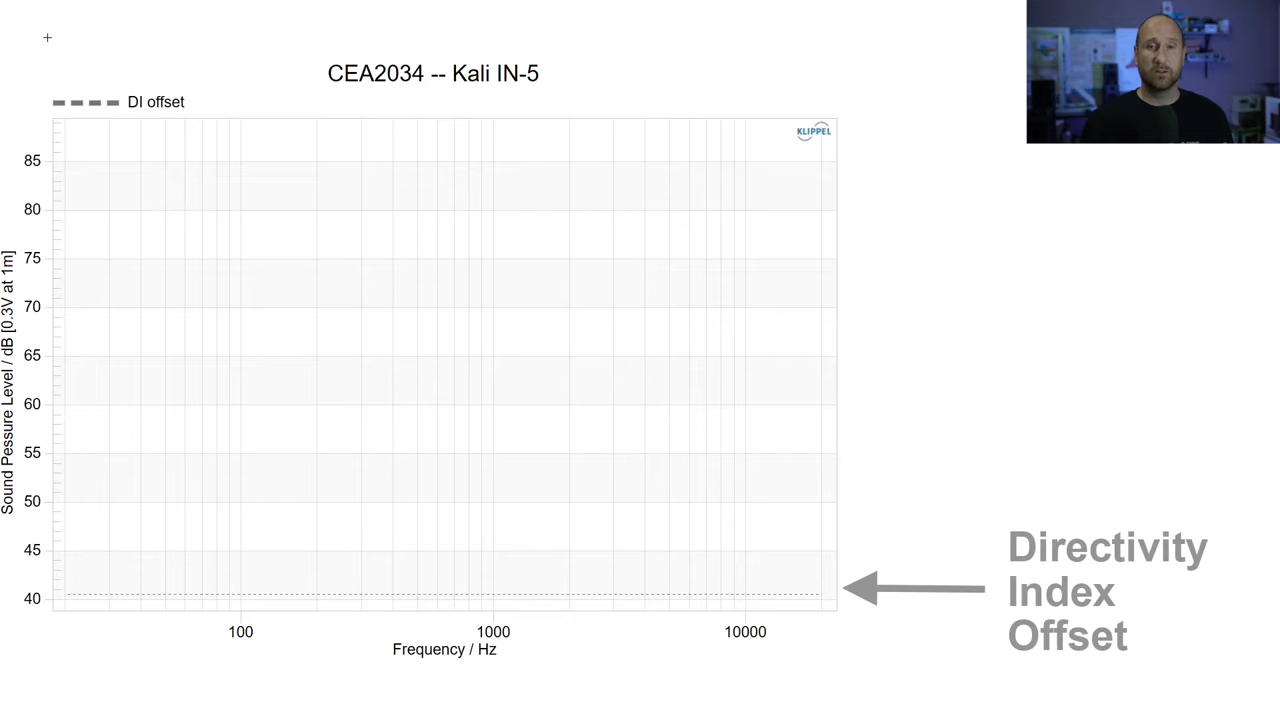 CEA2034 -- Kali IN-5
DI offset
KLIPPEL
85
80
75
70
65
60
55
50
45
40
Sound Pressure Level / dB [0.3V at 1m]
100
1000
10000
Frequency / Hz
Directivity
Index
Offset